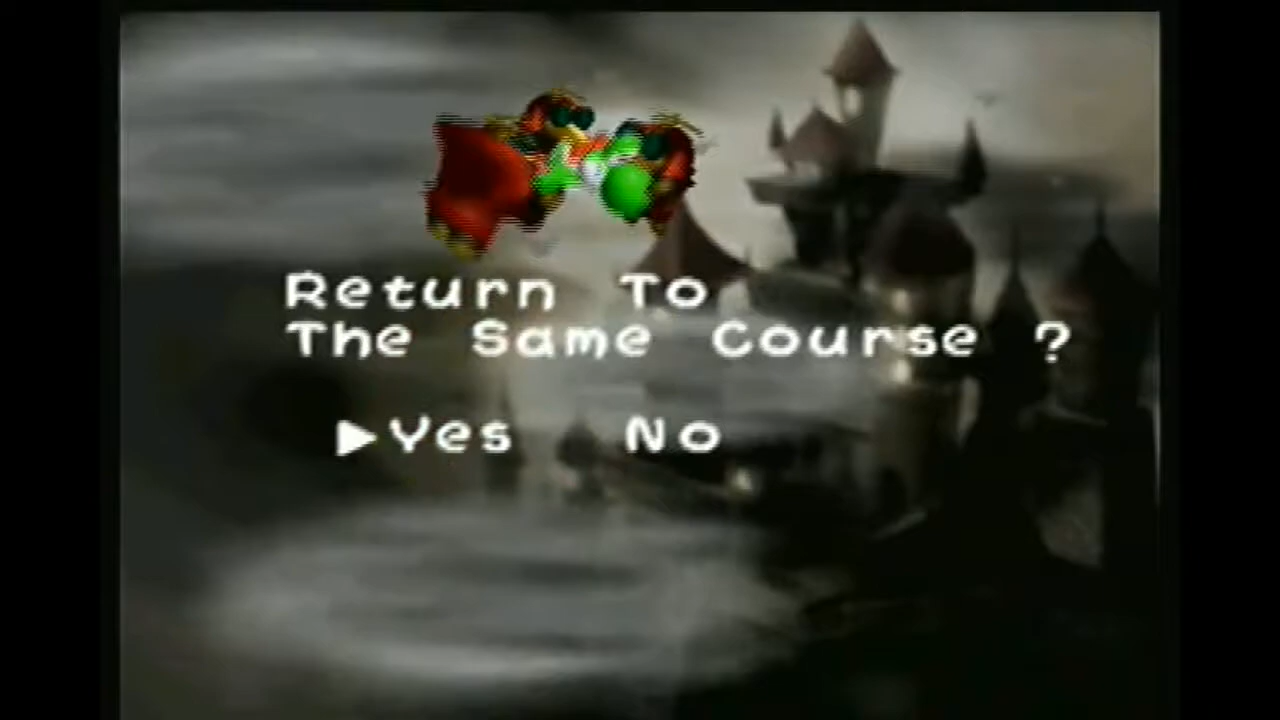 Return To
The Same Course ?
Yes No